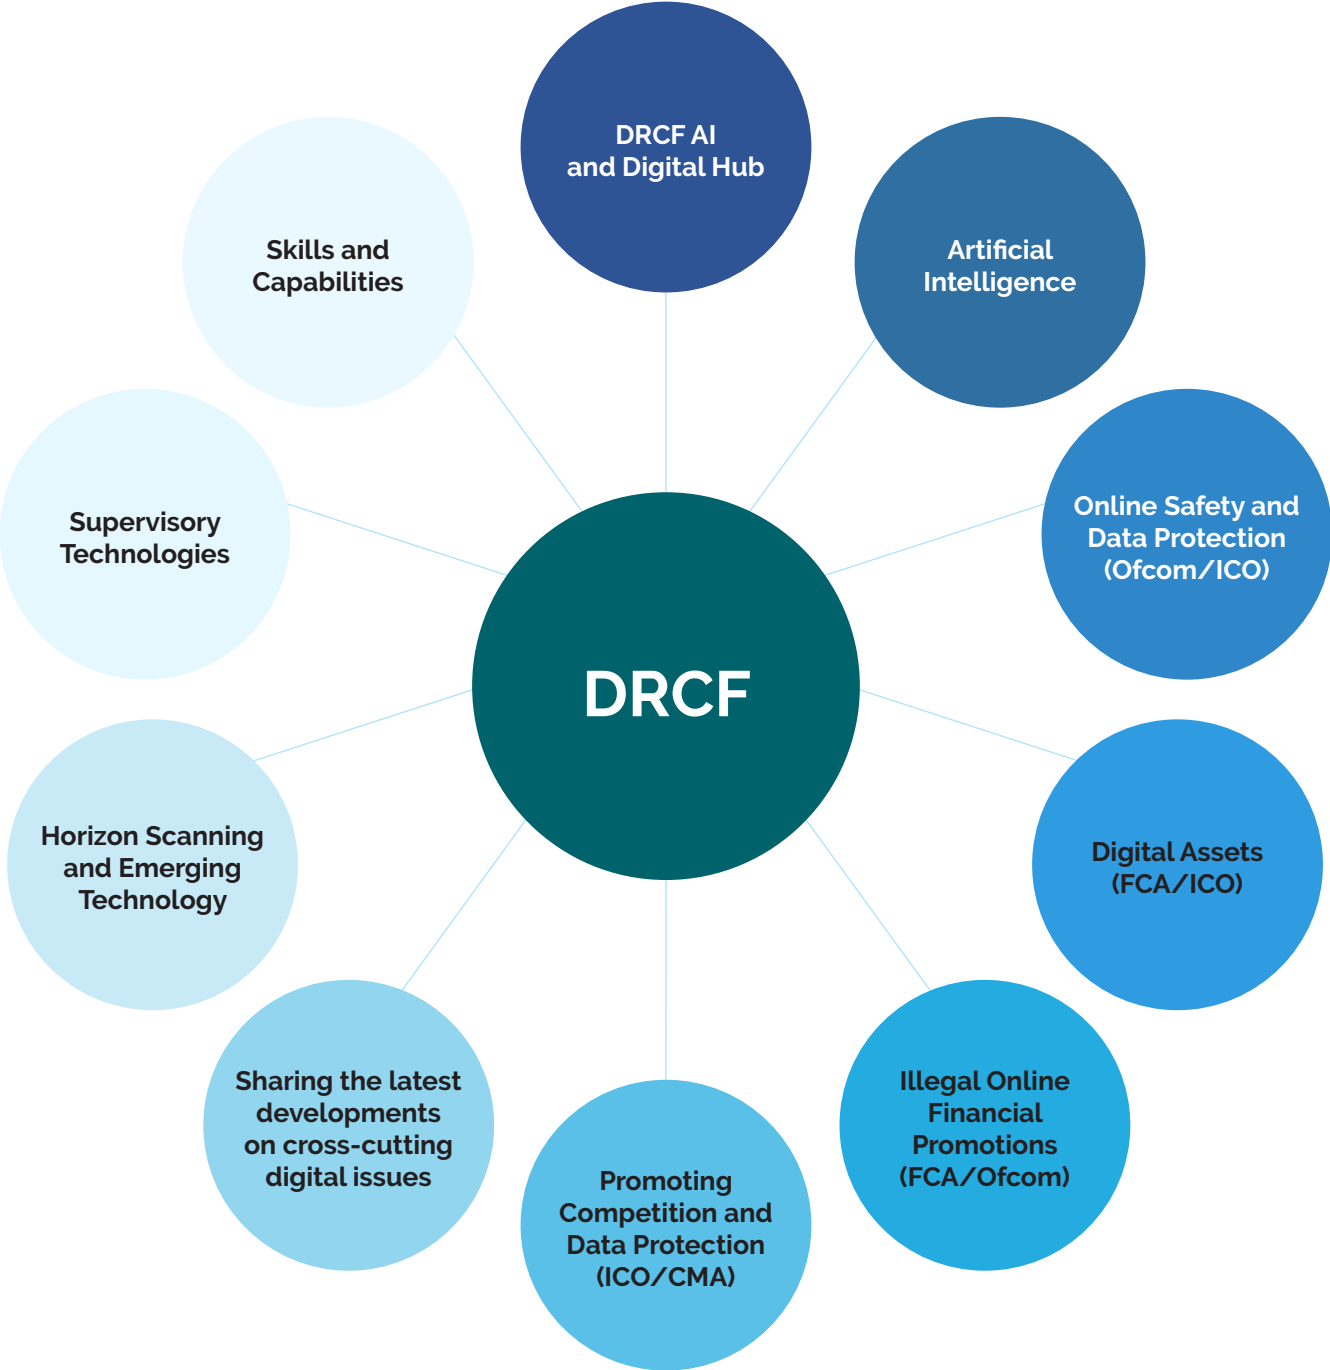 DRCF AI
and Digital Hub
Artificial
Intelligence
Online Safety and
Data Protection
(Ofcom/ICO)
Digital Assets
(FCA/ICO)
Illegal Online
Financial
Promotions
(FCA/Ofcom)
Promoting
Competition and
Data Protection
(ICO/CMA)
Sharing the latest
developments
on cross-cutting
digital issues
Horizon Scanning
and Emerging
Technology
Supervisory
Technologies
Skills and
Capabilities
DRCF